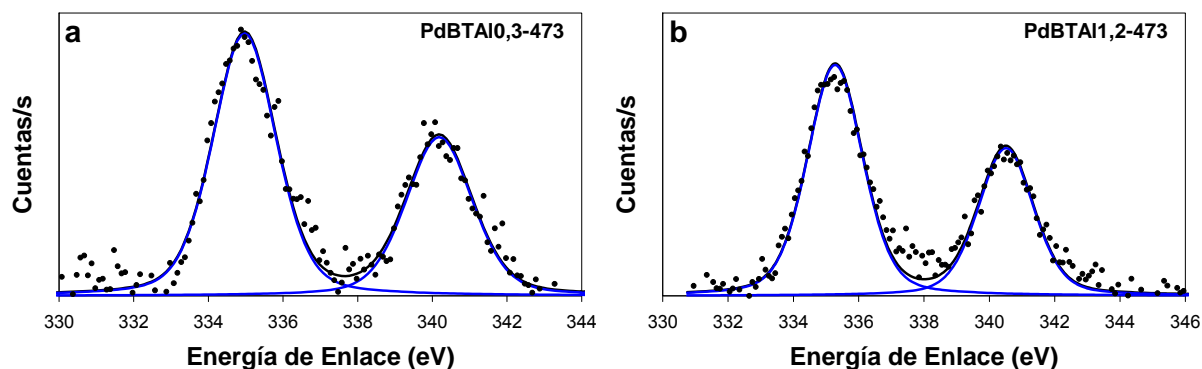 a
PdBTAl0,3-473
Cuentas/s
330 332 334 336 338 340 342 344
Energía de Enlace (eV)
b
PdBTAl1,2-473
Cuentas/s
330 332 334 336 338 340 342 344 346
Energía de Enlace (eV)